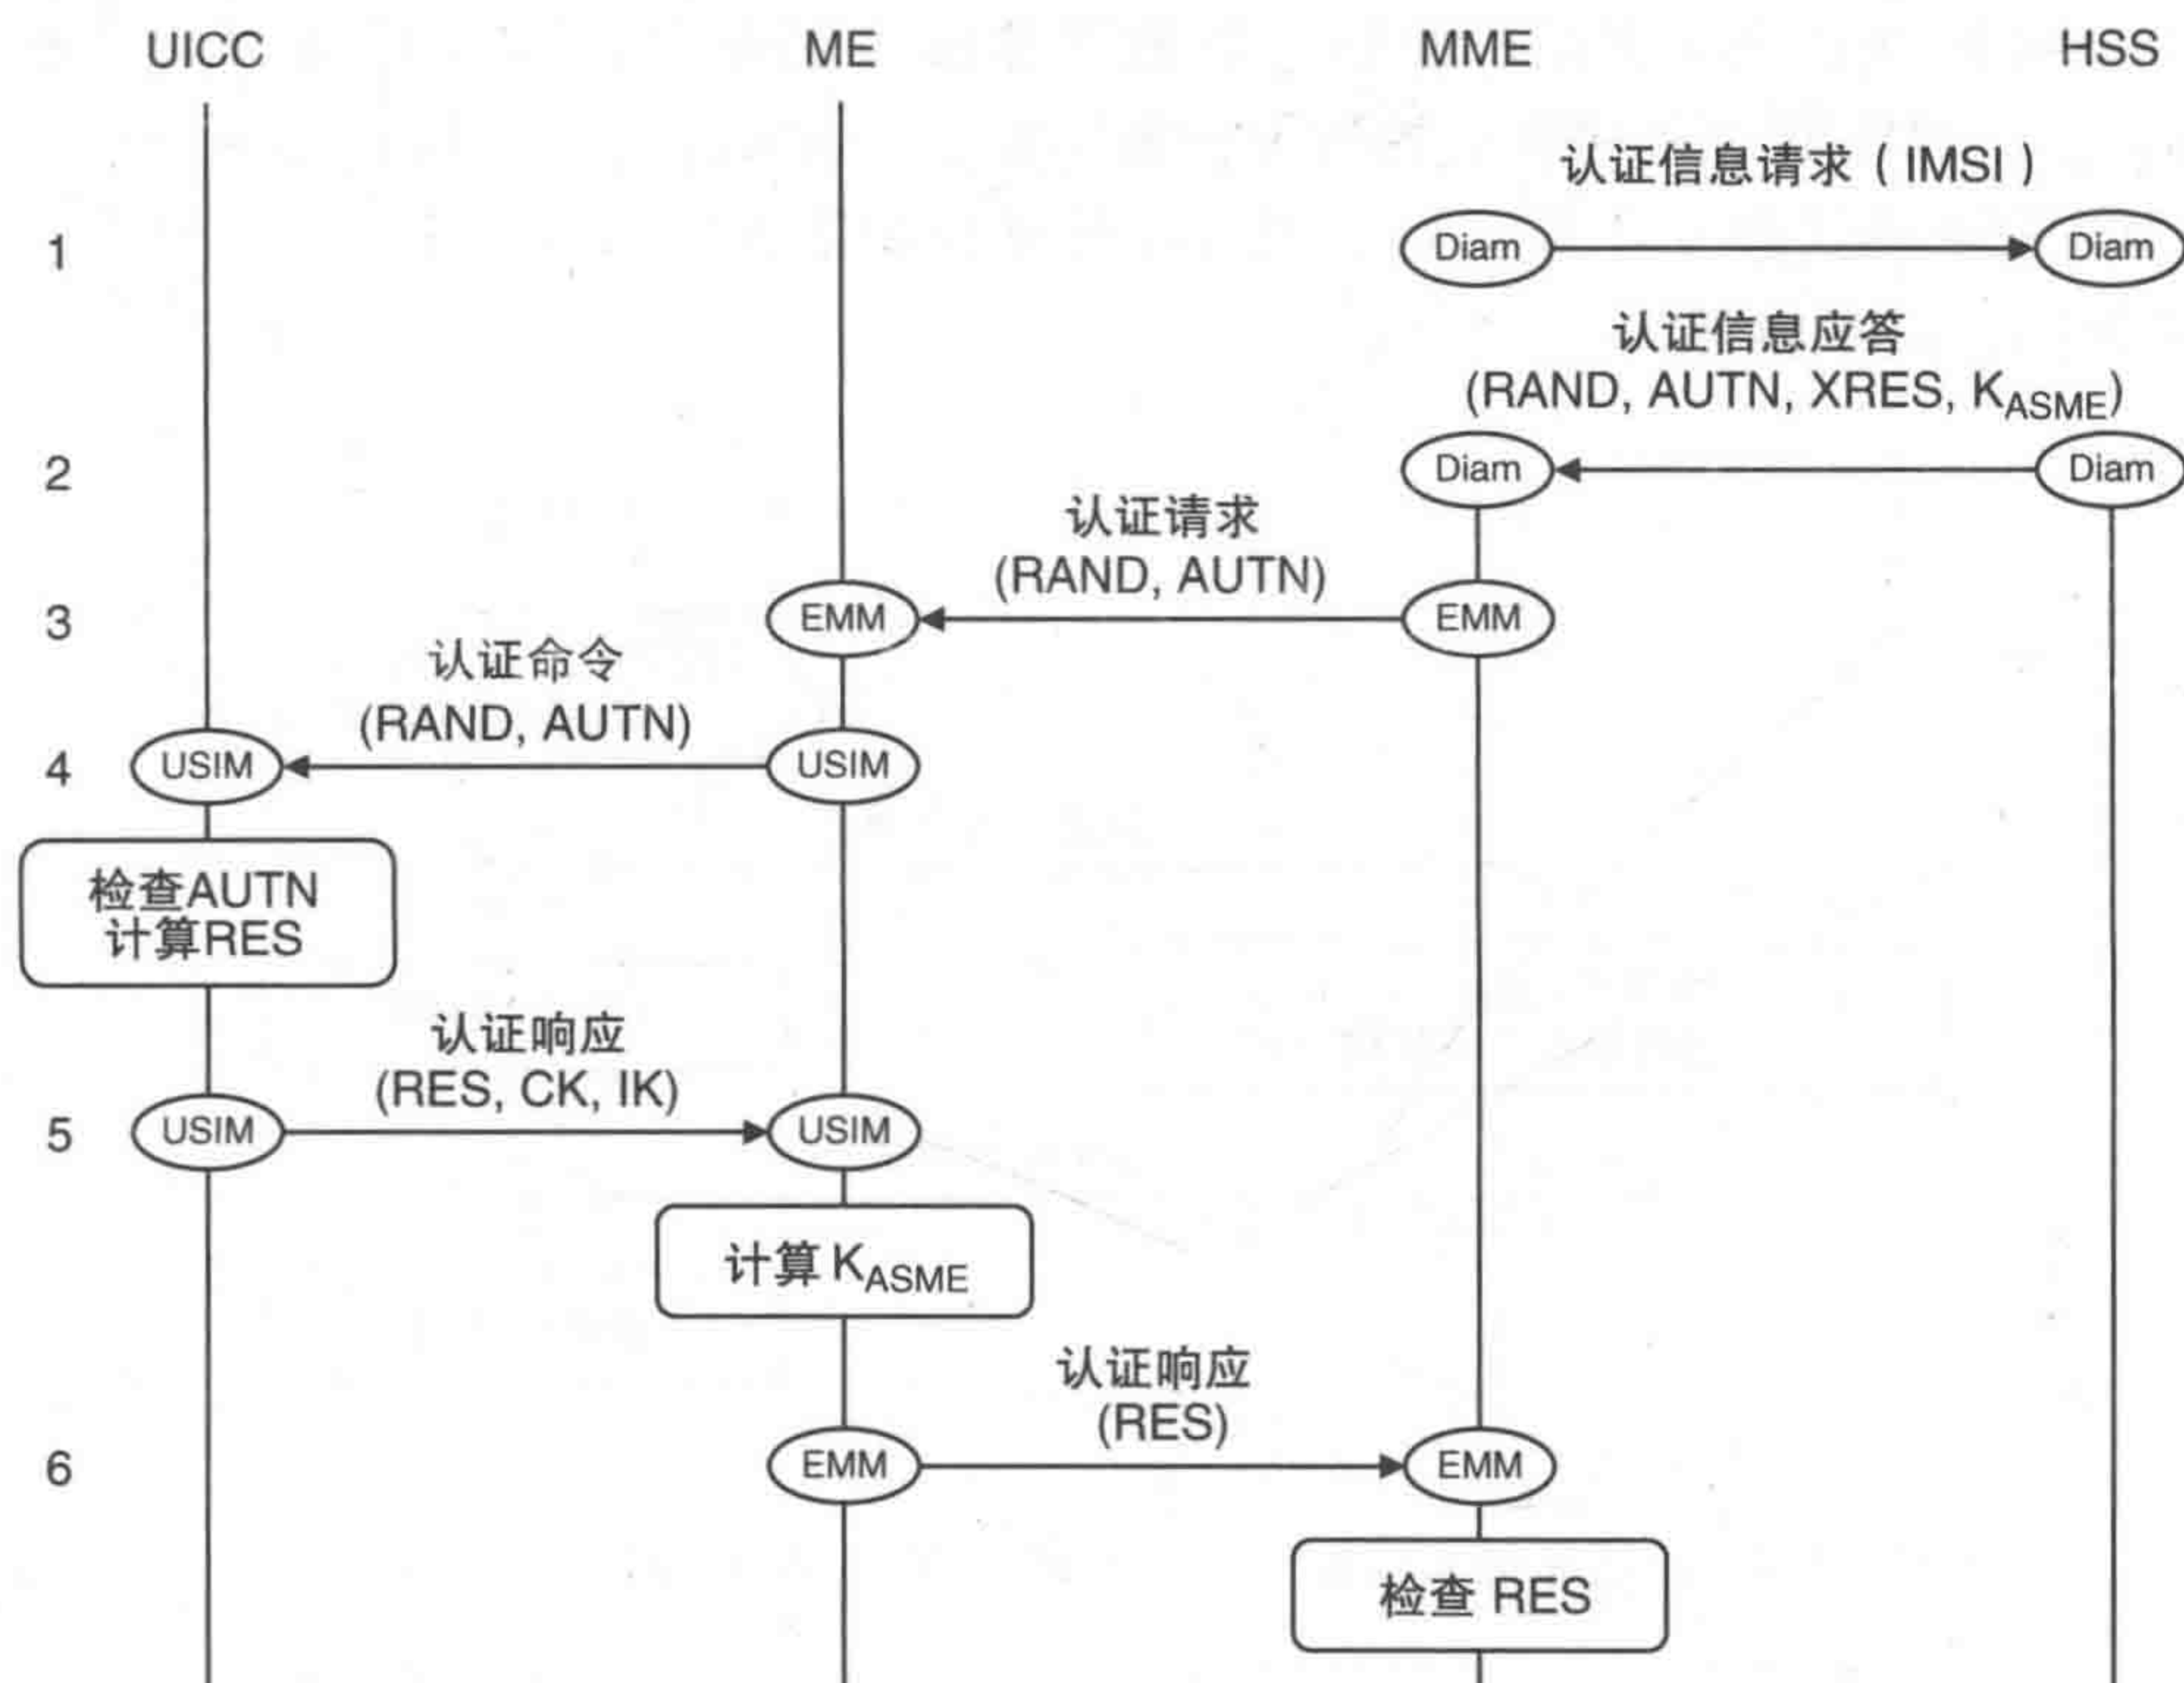 UICC ME MME HSS
认证信息请求（IMSI）
1 Diam Diam
认证信息应答
(RAND, AUTN, XRES, KASME)
2 Diam Diam
认证请求
(RAND, AUTN)
3 EMM EMM
认证命令
(RAND, AUTN)
4 USIM USIM
检查AUTN
计算RES
认证响应
(RES, CK, IK)
5 USIM USIM
计算 KASME
认证响应
(RES)
6 EMM EMM
检查 RES